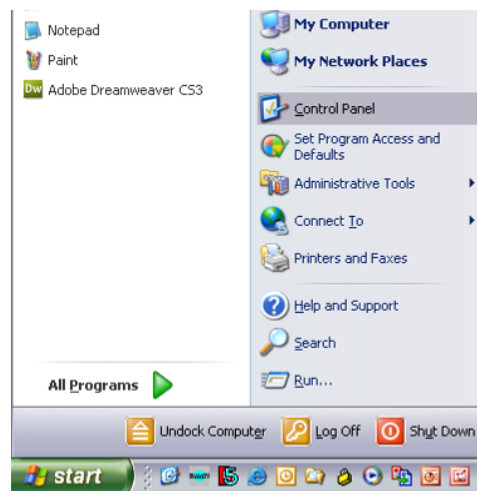 Notepad
Paint
Dw Adobe Dreamweaver CS3
All Programs
My Computer
My Network Places
Control Panel
Set Program Access and
Defaults
Administrative Tools
Connect To
Printers and Faxes
Help and Support
Search
Run...
Undock Computer Log Off Shut Down
start